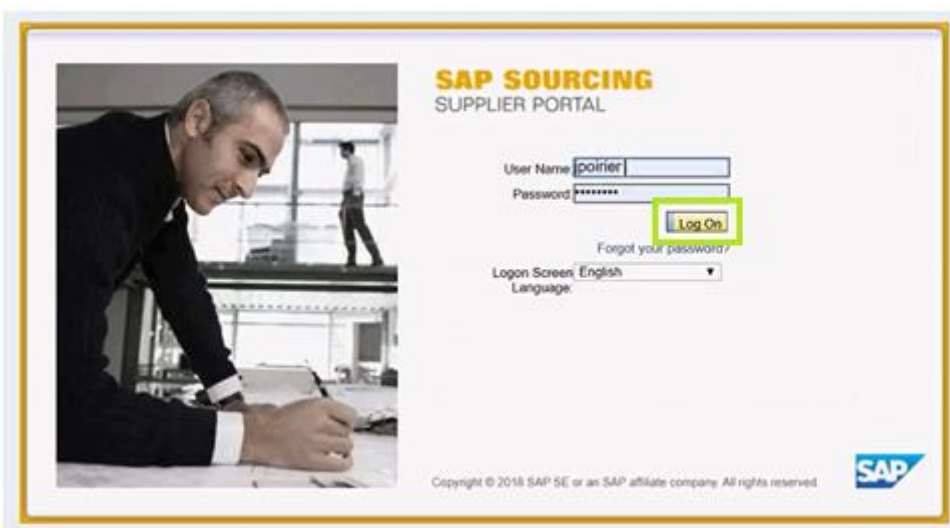 SAP SOURCING
SUPPLIER PORTAL
User Name: jpoirier
Password: ••••••••
Log On
Forgot your password?
Logon Screen English
Language:
Copyright © 2018 SAP SE or an SAP affiliate company. All rights reserved
SAP